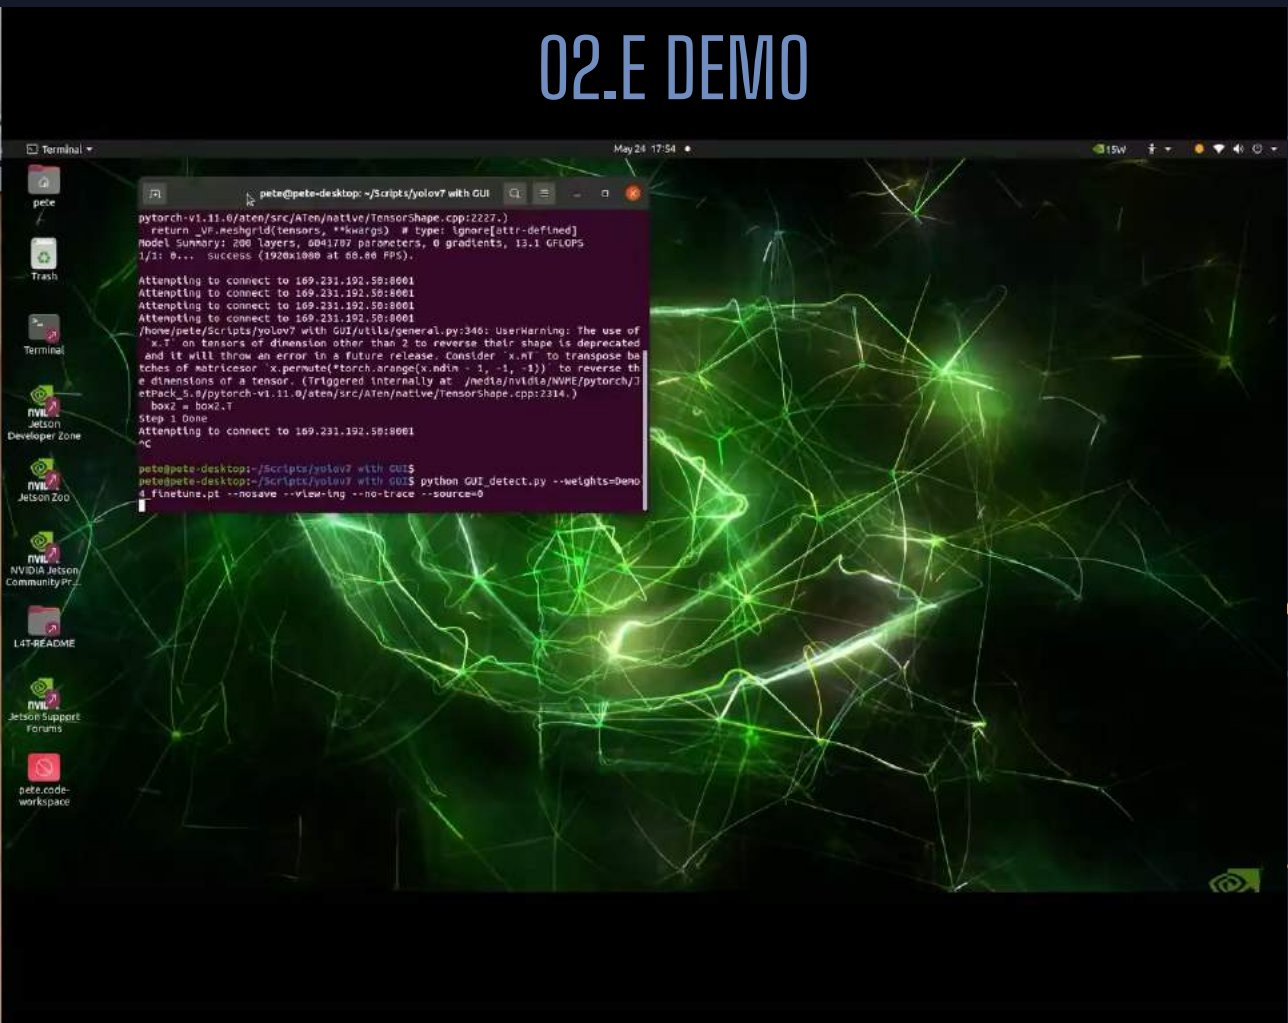 02.E DEMO
Terminal
May 24 17:54
15W
pete
Trash
Terminal
Jetson
Developer Zone
Jetson Zoo
NVIDIA Jetson
Community Pr...
L4T-README
Jetson Support
Forums
pete.code-
workspace
pete@pete-desktop: ~/Scripts/yolov7 with GUI
pytorch-v1.11.0/aten/src/ATen/native/TensorShape.cpp:2227.)
return _VF.meshgrid(tensors, **kwargs) # type: ignore[attr-defined]
Model Summary: 200 layers, 6041707 parameters, 0 gradients, 13.1 GFLOPS
1/1: 0... success (1920x1080 at 60.00 FPS).
Attempting to connect to 169.231.192.50:8001
Attempting to connect to 169.231.192.50:8001
Attempting to connect to 169.231.192.50:8001
Attempting to connect to 169.231.192.50:8001
/home/pete/Scripts/yolov7 with GUI/utils/general.py:346: UserWarning: The use of
`x.T` on tensors of dimension other than 2 to reverse their shape is deprecated
and it will throw an error in a future release. Consider `x.mT` to transpose ba
tches of matricesor `x.permute(*torch.arange(x.ndim - 1, -1, -1))` to reverse th
e dimensions of a tensor. (Triggered internally at /media/nvidia/NVME/pytorch/J
etPack_5.0/pytorch-v1.11.0/aten/src/ATen/native/TensorShape.cpp:2314.)
box2 = box2.T
Step 1 Done
Attempting to connect to 169.231.192.50:8001
^C
pete@pete-desktop:~/Scripts/yolov7 with GUI$
pete@pete-desktop:~/Scripts/yolov7 with GUI$ python GUI_detect.py --weights=Demo
4_finetune.pt --nosave --view-img --no-trace --source=0